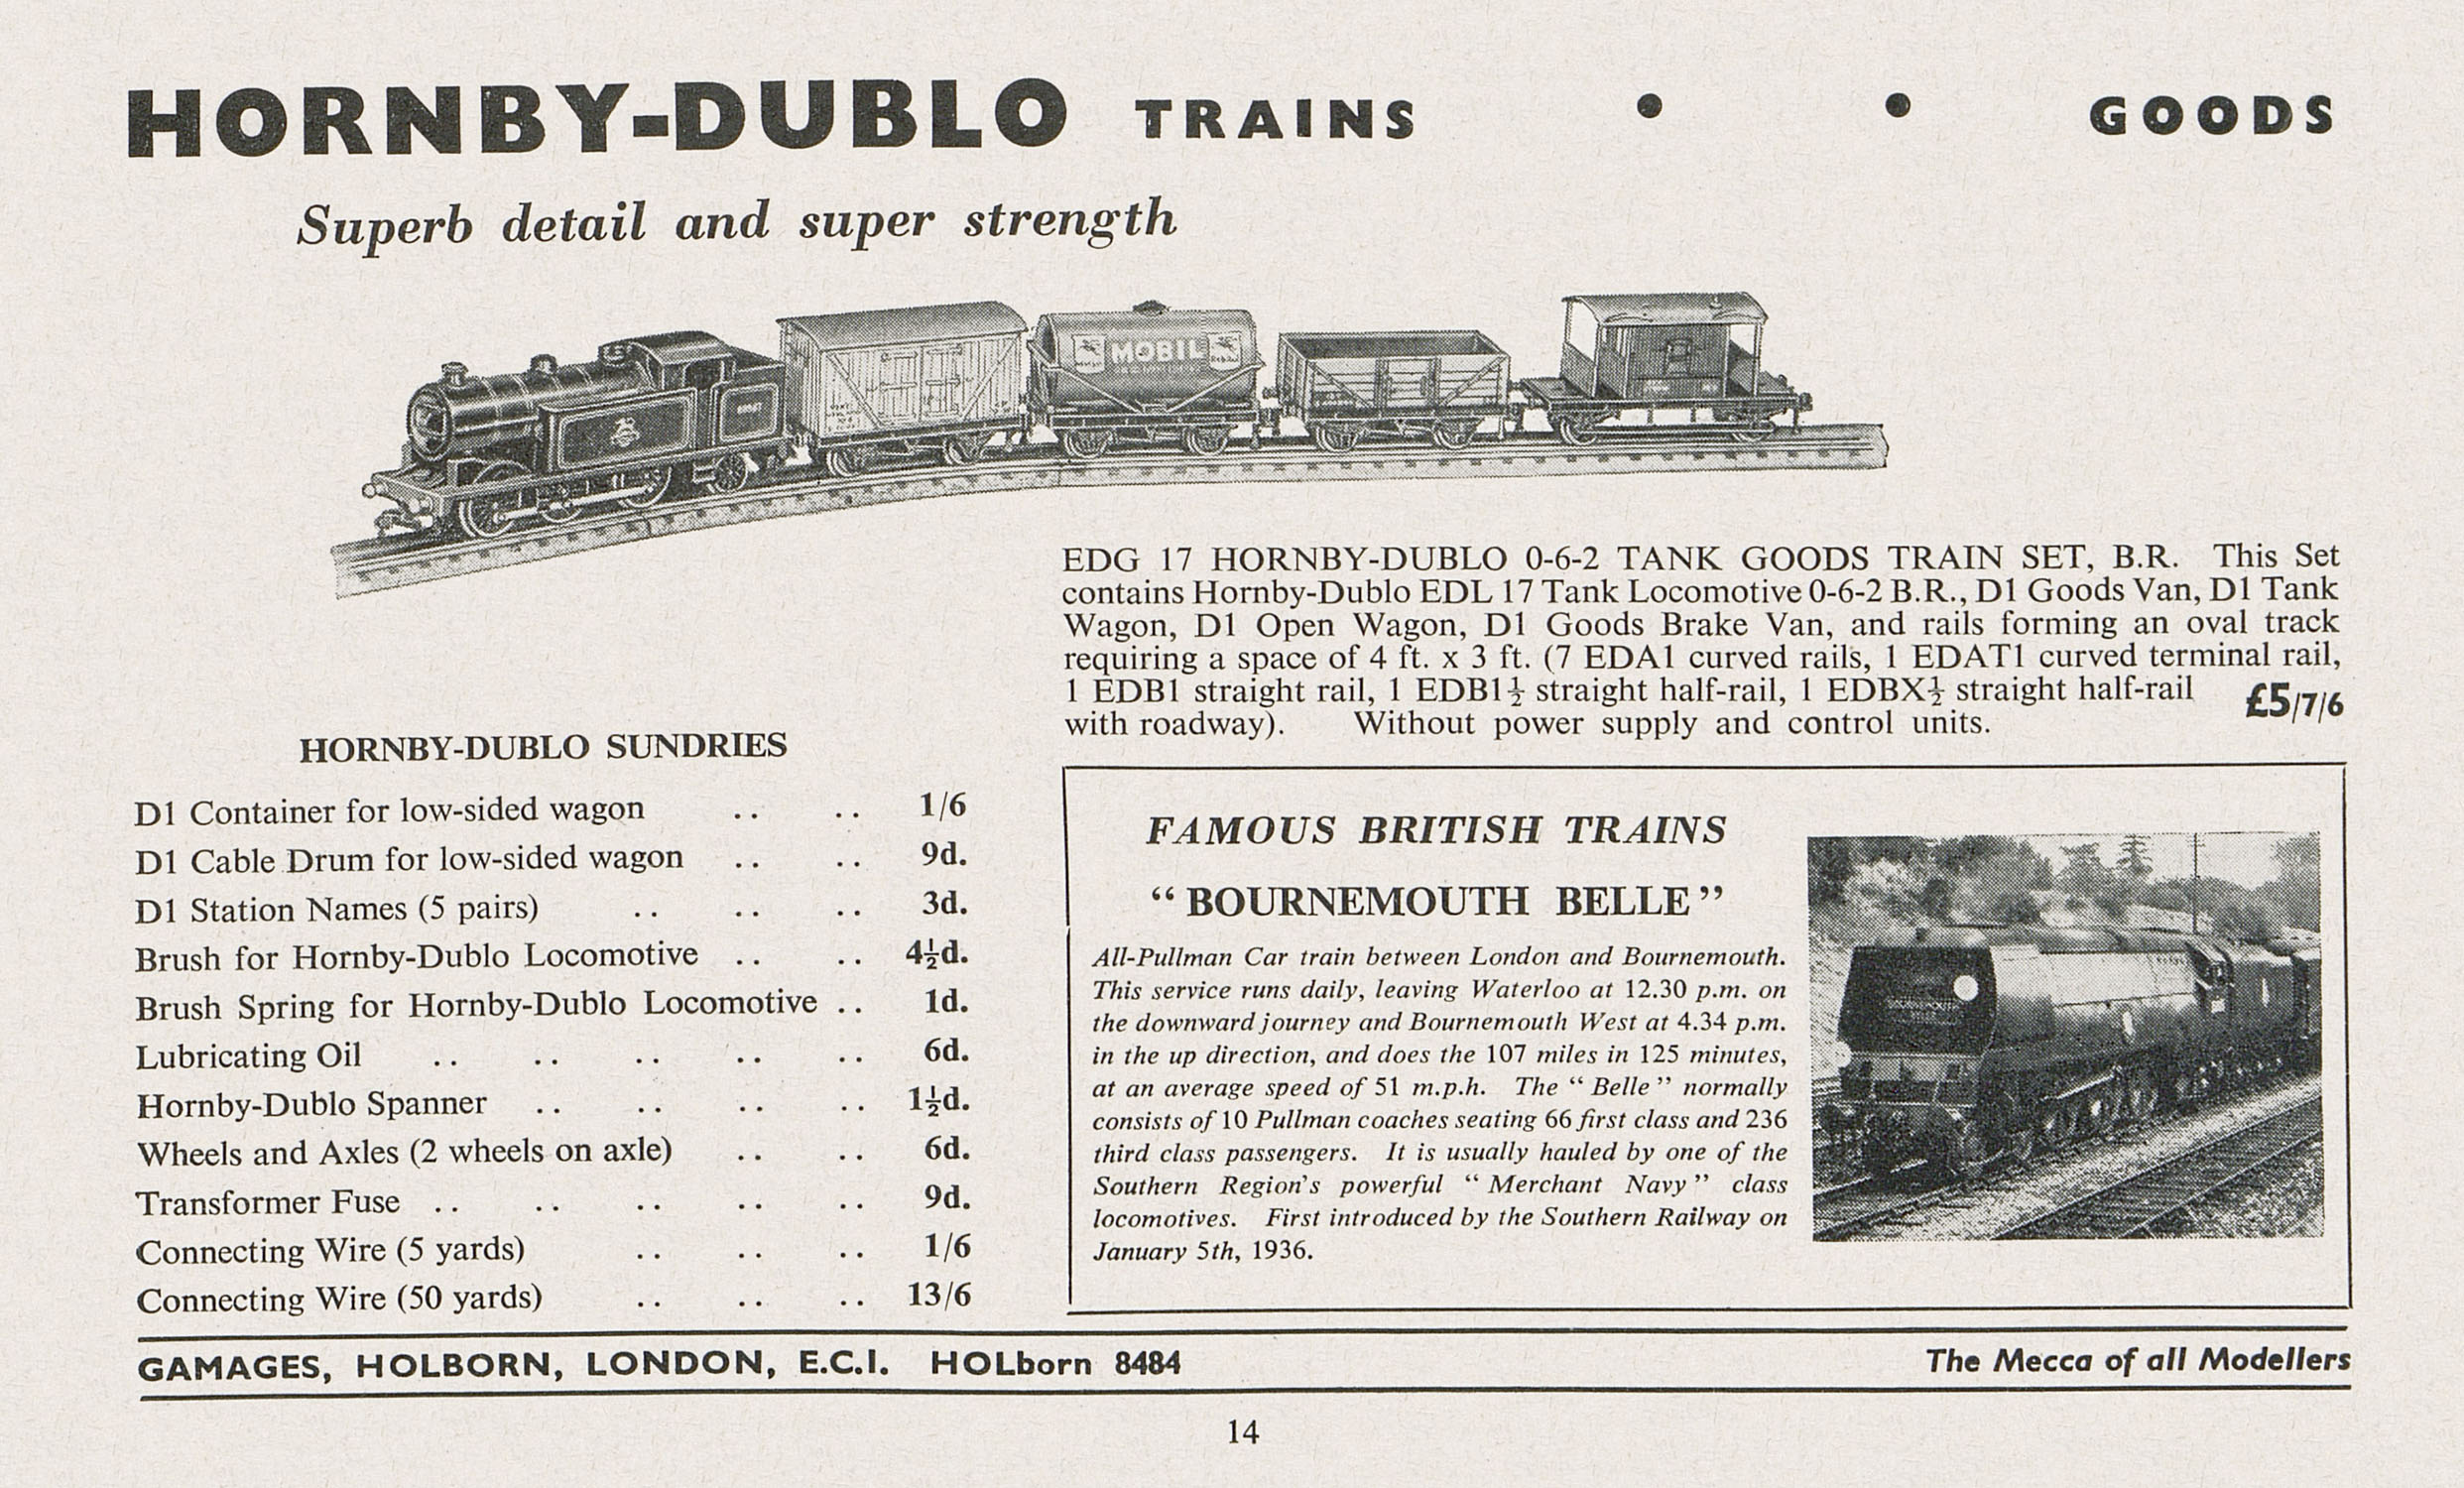 HORNBY-DUBLO TRAINS • • GOODS
Superb detail and super strength
MOBIL
EDG 17 HORNBY-DUBLO 0-6-2 TANK GOODS TRAIN SET, B.R. This Set
contains Hornby-Dublo EDL 17 Tank Locomotive 0-6-2 B.R., D1 Goods Van, D1 Tank
Wagon, D1 Open Wagon, D1 Goods Brake Van, and rails forming an oval track
requiring a space of 4 ft. x 3 ft. (7 EDA1 curved rails, 1 EDAT1 curved terminal rail,
1 EDB1 straight rail, 1 EDB1½ straight half-rail, 1 EDBX½ straight half-rail
with roadway). Without power supply and control units. £5/7/6
HORNBY-DUBLO SUNDRIES
D1 Container for low-sided wagon .. .. 1/6
D1 Cable Drum for low-sided wagon .. .. 9d.
D1 Station Names (5 pairs) .. .. .. 3d.
Brush for Hornby-Dublo Locomotive .. .. 4½d.
Brush Spring for Hornby-Dublo Locomotive .. 1d.
Lubricating Oil .. .. .. .. .. 6d.
Hornby-Dublo Spanner .. .. .. .. 1½d.
Wheels and Axles (2 wheels on axle) .. .. 6d.
Transformer Fuse .. .. .. .. .. 9d.
Connecting Wire (5 yards) .. .. .. 1/6
Connecting Wire (50 yards) .. .. .. 13/6
FAMOUS BRITISH TRAINS
“ BOURNEMOUTH BELLE ”
All-Pullman Car train between London and Bournemouth.
This service runs daily, leaving Waterloo at 12.30 p.m. on
the downward journey and Bournemouth West at 4.34 p.m.
in the up direction, and does the 107 miles in 125 minutes,
at an average speed of 51 m.p.h. The “ Belle ” normally
consists of 10 Pullman coaches seating 66 first class and 236
third class passengers. It is usually hauled by one of the
Southern Region's powerful “ Merchant Navy ” class
locomotives. First introduced by the Southern Railway on
January 5th, 1936.
GAMAGES, HOLBORN, LONDON, E.C.I. HOLborn 8484 The Mecca of all Modellers
14